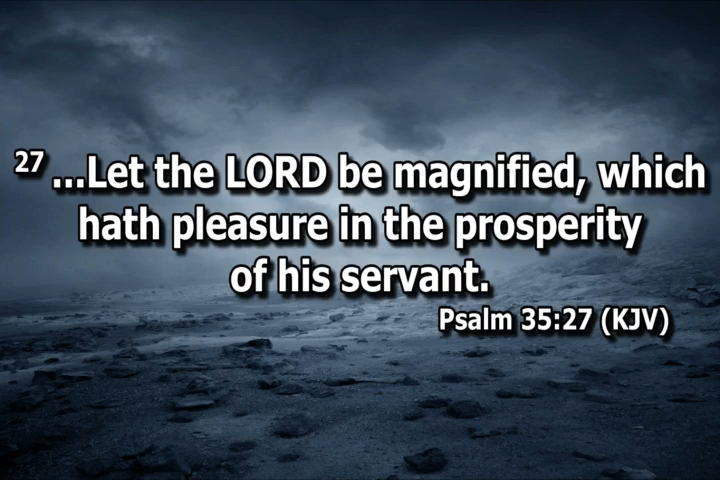 27 ...Let the LORD be magnified, which
hath pleasure in the prosperity
of his servant.
Psalm 35:27 (KJV)